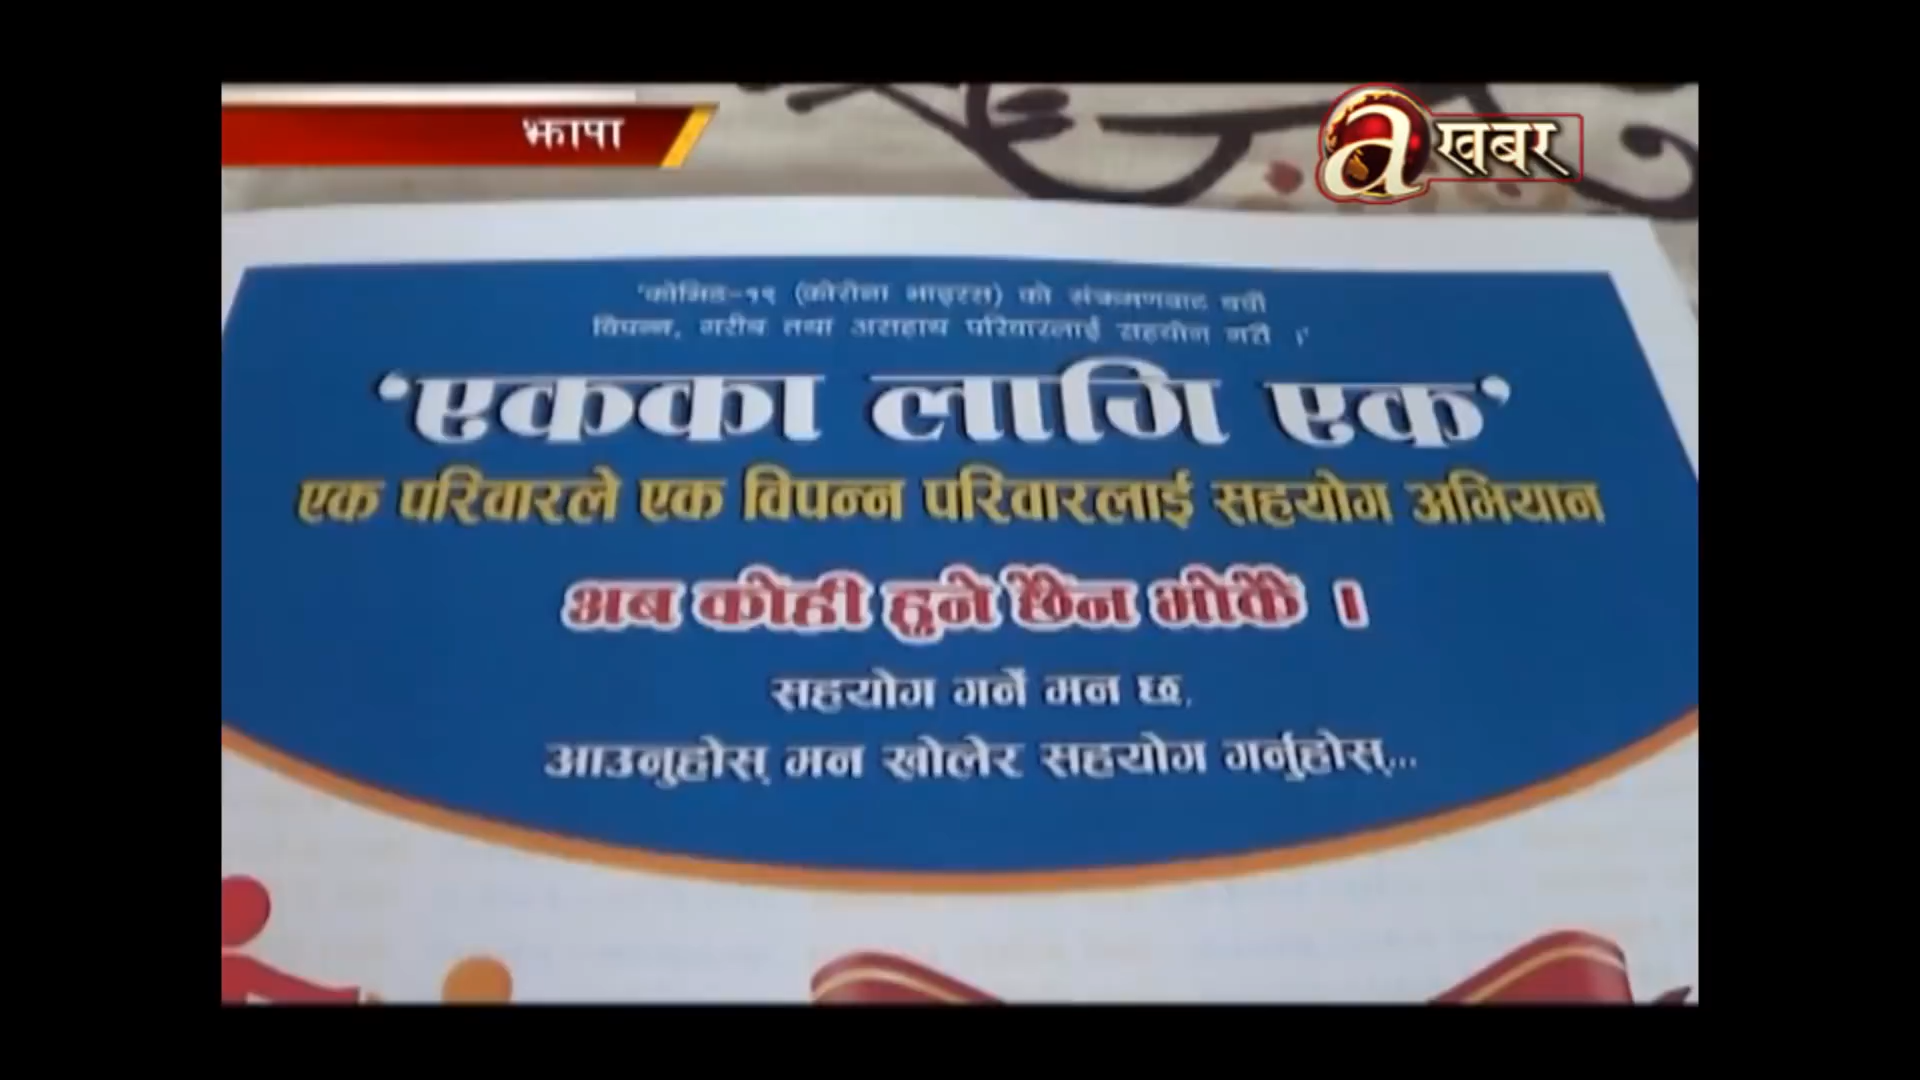 झापा
a खबर
'कोभिड-१९ (कोरोना भाइरस) को संक्रमणबाट बचौं
विपन्न, गरीब तथा असहाय परिवारलाई सहयोग गरौं ।'
'एकका लागि एक'
एक परिवारले एक विपन्न परिवारलाई सहयोग अभियान
अब कोही हुने छैन भोकै ।
सहयोग गर्ने मन छ,
आउनुहोस् मन खोलेर सहयोग गर्नुहोस्...